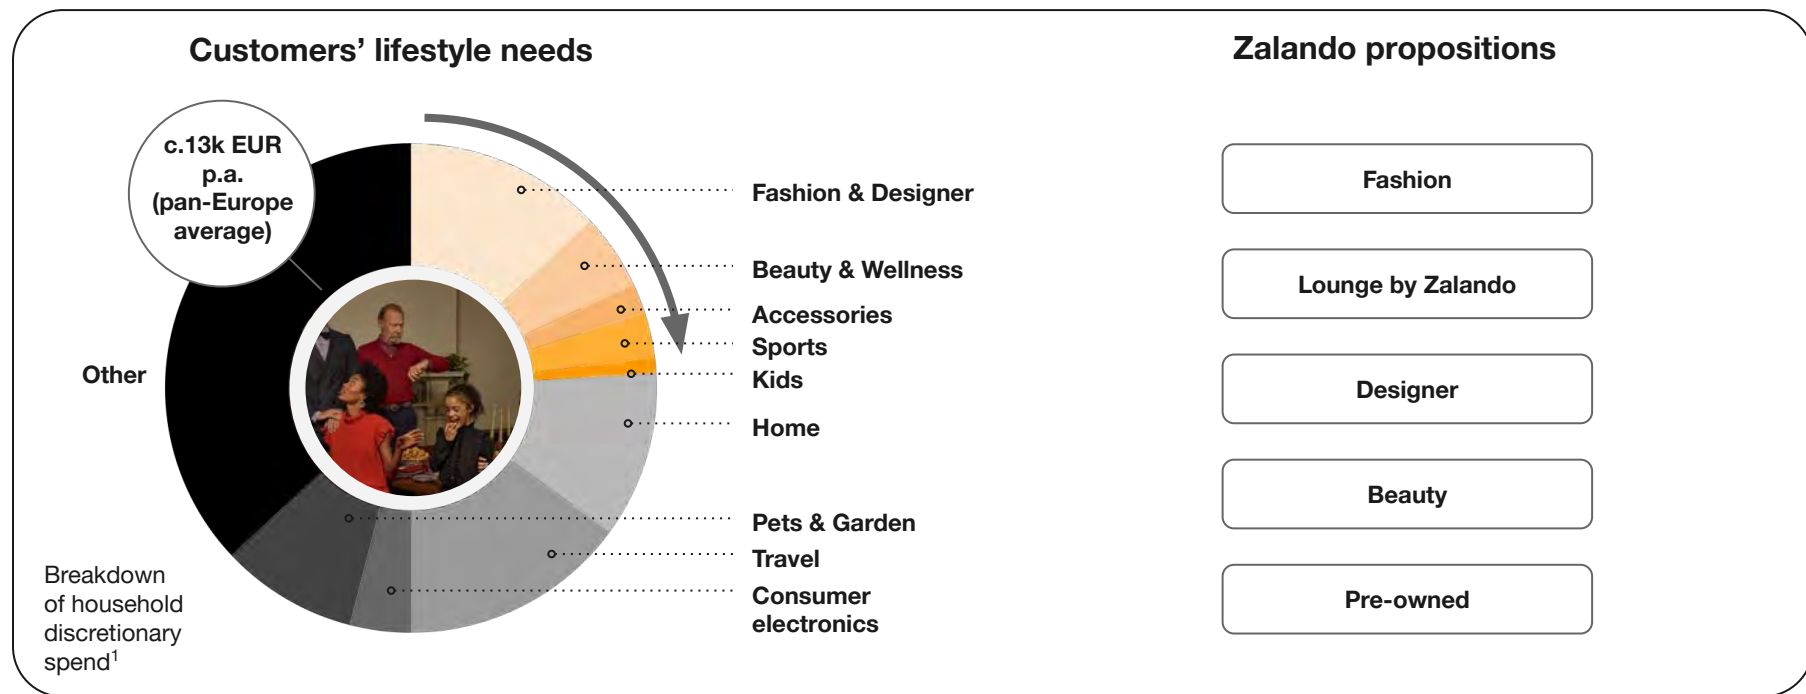 Customers’ lifestyle needs
Zalando propositions
c.13k EUR
p.a.
(pan-Europe
average)
Fashion & Designer
Beauty & Wellness
Accessories
Sports
Kids
Home
Pets & Garden
Travel
Consumer
electronics
Other
Breakdown
of household
discretionary
spend¹
Fashion
Lounge by Zalando
Designer
Beauty
Pre-owned